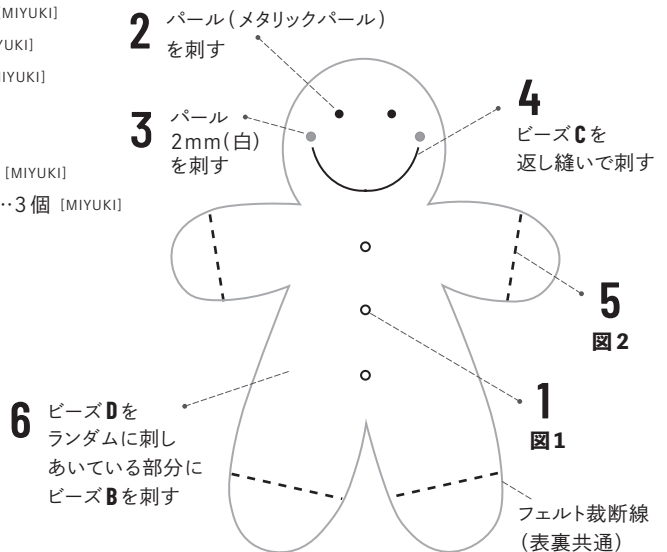 [MIYUKI]
YUKI]
MIYUKI]
[MIYUKI]
…3個 [MIYUKI]
2 パール(メタリックパール)
を刺す
3 パール
2mm(白)
を刺す
4
ビーズCを
返し縫いで刺す
5
図2
1
図1
6 ビーズDを
ランダムに刺し
あいている部分に
ビーズBを刺す
フェルト裁断線
(表裏共通)